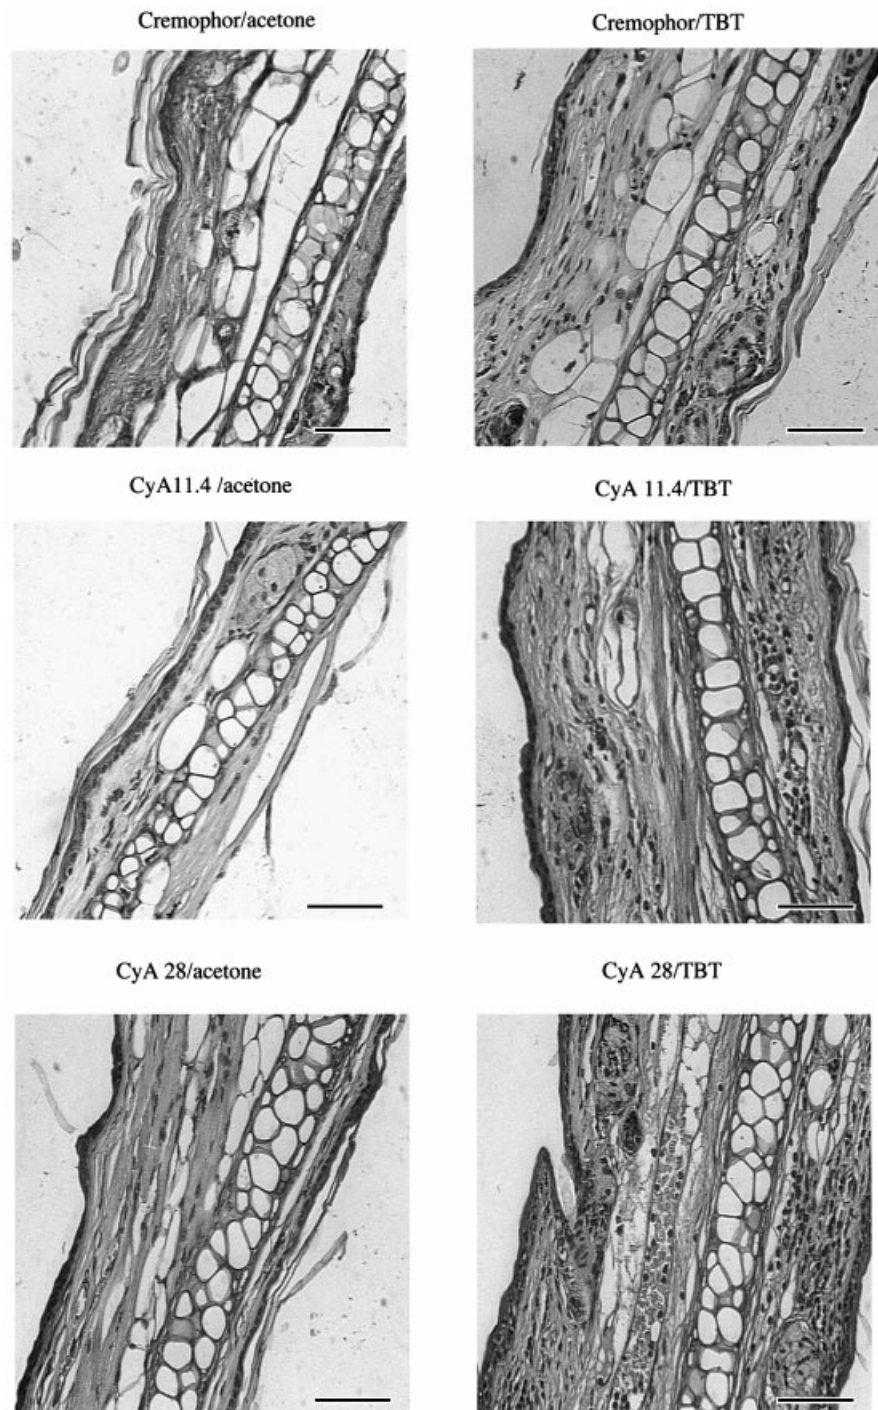 Cremophor/acetone
Cremophor/TBT
CyA11.4 /acetone
CyA 11.4/TBT
CyA 28/acetone
CyA 28/TBT